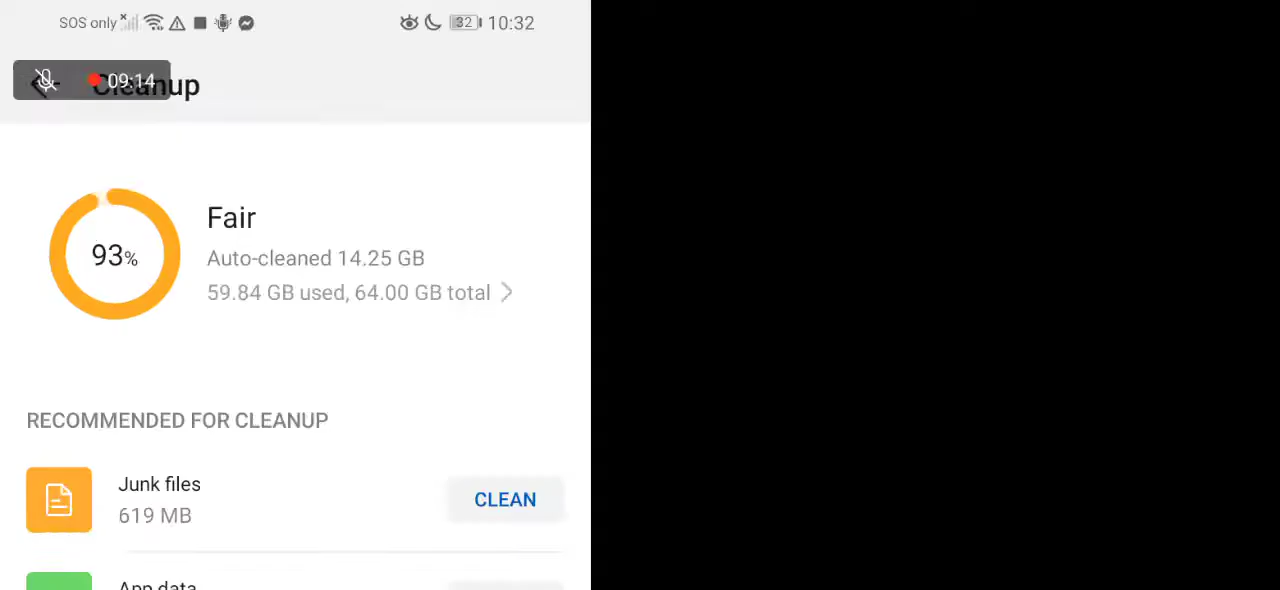 SOS only 32 10:32
09:14
Cleanup
93%
Fair
Auto-cleaned 14.25 GB
59.84 GB used, 64.00 GB total
RECOMMENDED FOR CLEANUP
Junk files
619 MB
CLEAN
App data